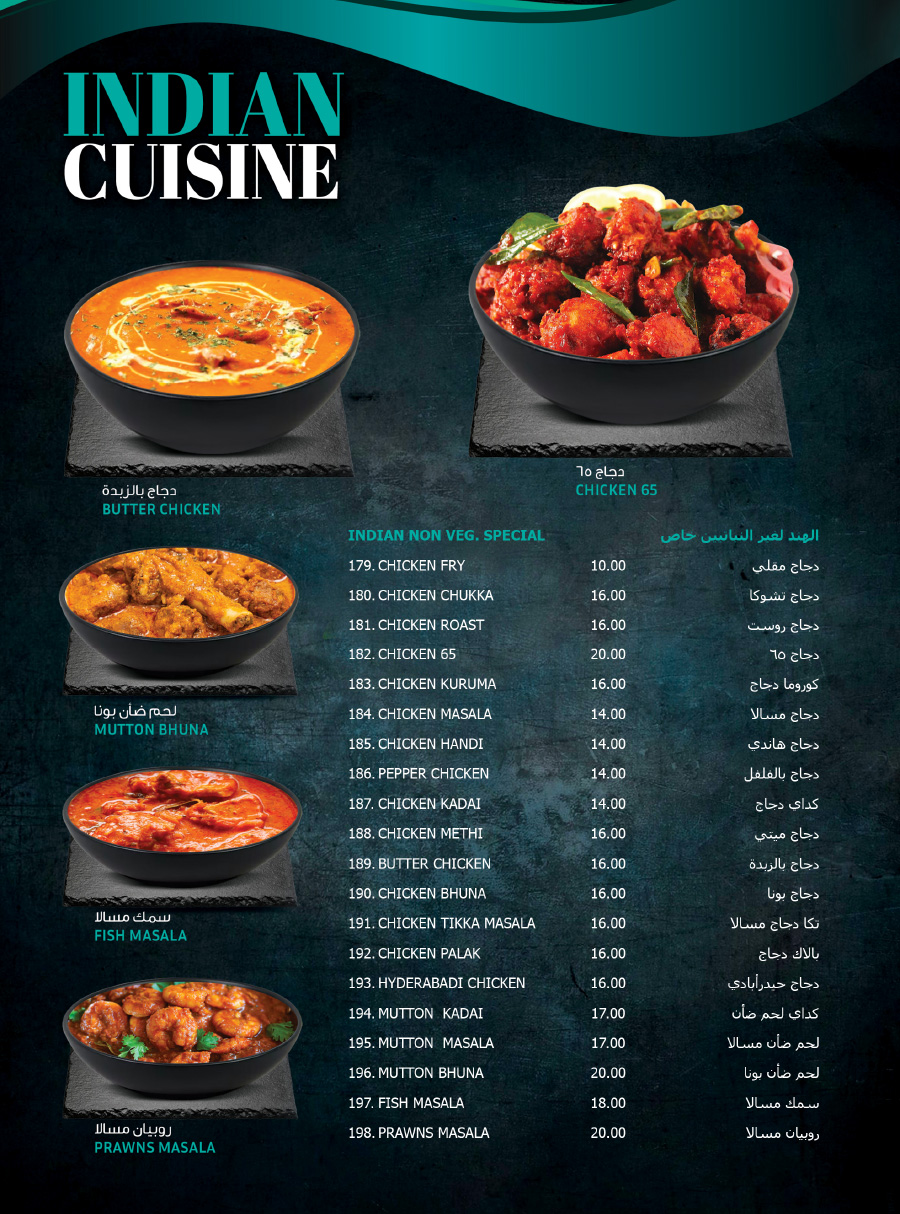 INDIAN
CUISINE
دجاج ٦٥
CHICKEN 65
دجاج بالزبدة
BUTTER CHICKEN
INDIAN NON VEG. SPECIAL الهند لغير النباتيين خاص
179. CHICKEN FRY 10.00 دجاج مقلي
180. CHICKEN CHUKKA 16.00 دجاج تشوكا
181. CHICKEN ROAST 16.00 دجاج روست
182. CHICKEN 65 20.00 دجاج ٦٥
183. CHICKEN KURUMA 16.00 كوروما دجاج
184. CHICKEN MASALA 14.00 دجاج مسالا
185. CHICKEN HANDI 14.00 دجاج هاندي
186. PEPPER CHICKEN 14.00 دجاج بالفلفل
187. CHICKEN KADAI 14.00 كداي دجاج
188. CHICKEN METHI 16.00 دجاج ميتي
189. BUTTER CHICKEN 16.00 دجاج بالزبدة
190. CHICKEN BHUNA 16.00 دجاج بونا
191. CHICKEN TIKKA MASALA 16.00 تكا دجاج مسالا
192. CHICKEN PALAK 16.00 بالاك دجاج
193. HYDERABADI CHICKEN 16.00 دجاج حيدرأبادي
194. MUTTON KADAI 17.00 كداي لحم ضأن
195. MUTTON MASALA 17.00 لحم ضأن مسالا
196. MUTTON BHUNA 20.00 لحم ضأن بونا
197. FISH MASALA 18.00 سمك مسالا
198. PRAWNS MASALA 20.00 روبيان مسالا
لحم ضأن بونا
MUTTON BHUNA
سمك مسالا
FISH MASALA
روبيان مسالا
PRAWNS MASALA